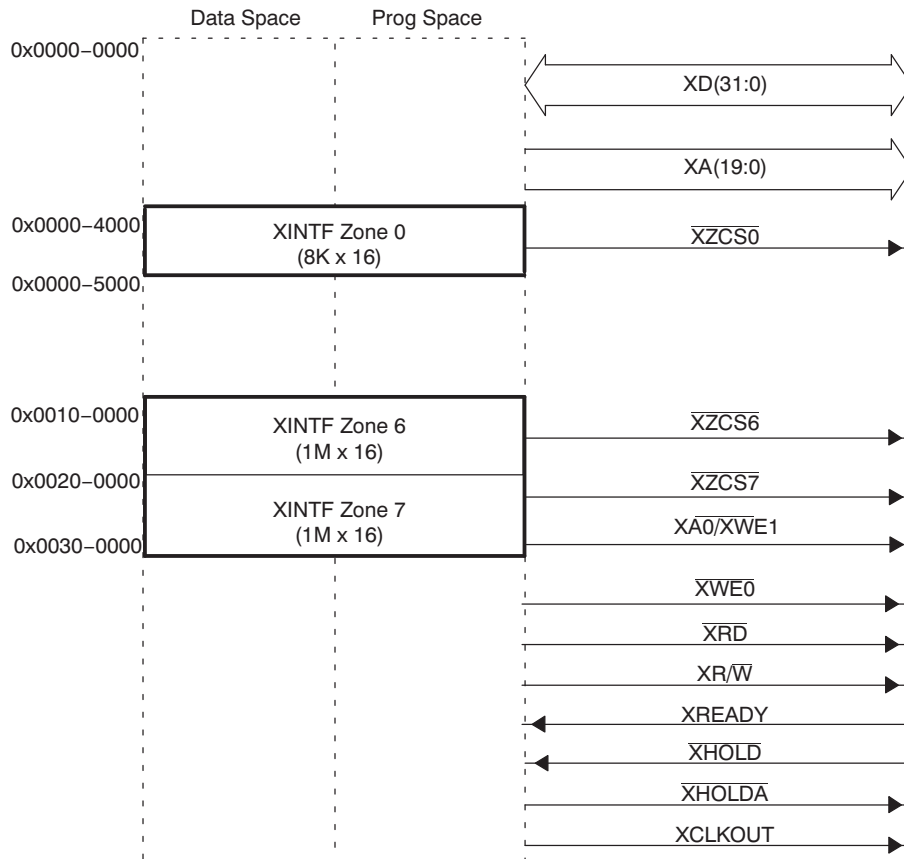 Data Space Prog Space
0x0000−0000
XD(31:0)
XA(19:0)
0x0000−4000
XINTF Zone 0
(8K x 16)
XZCS0
0x0000−5000
0x0010−0000
XINTF Zone 6
(1M x 16)
XZCS6
0x0020−0000
XZCS7
XINTF Zone 7
(1M x 16)
XA0/XWE1
0x0030−0000
XWE0
XRD
XR/W
XREADY
XHOLD
XHOLDA
XCLKOUT